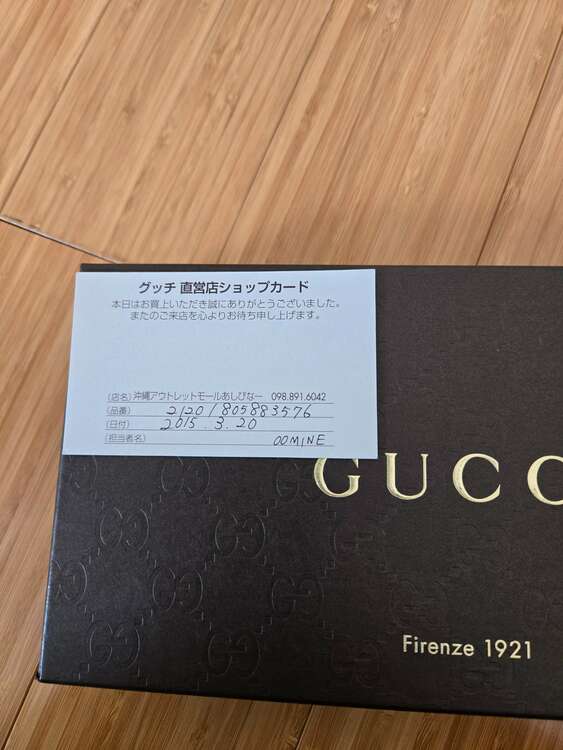 グッチ 直営店ショップカード
本日はお買上いただき誠にありがとうございました。
またのご来店を心よりお待ち申し上げます。
(店名) 沖縄アウトレットモールあしびなー 098.891.6042
(品番) 2120/805883576
(日付) 2015.3.20
(担当者名) OOMINE
GUCC
Firenze 1921